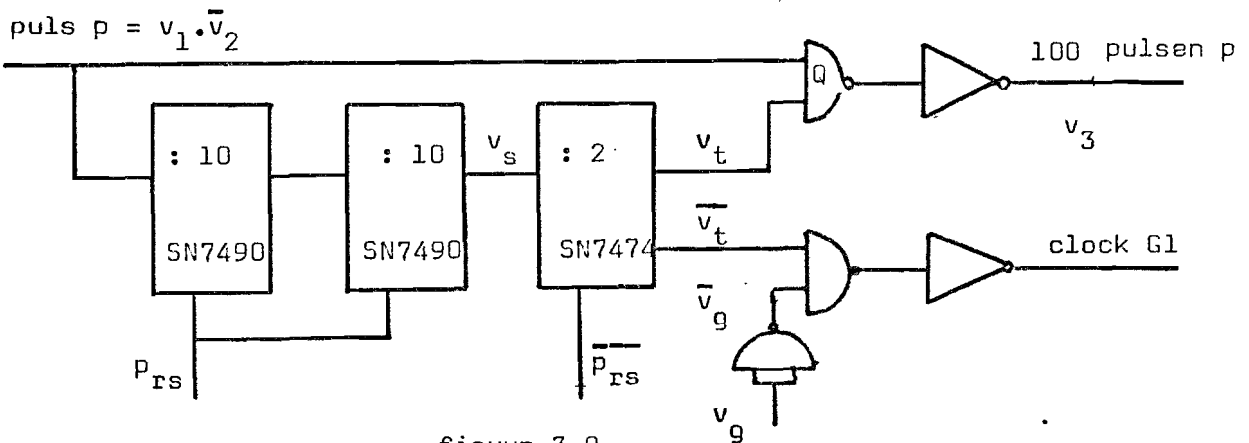 puls p = v₁.v̄₂
100 pulsen p
v₃
Q
: 10
: 10
: 2
vₛ
vₜ
v̄ₜ
SN7490
SN7490
SN7474
clock G1
v̄g
pᵣₛ
p̄ᵣₛ
vg